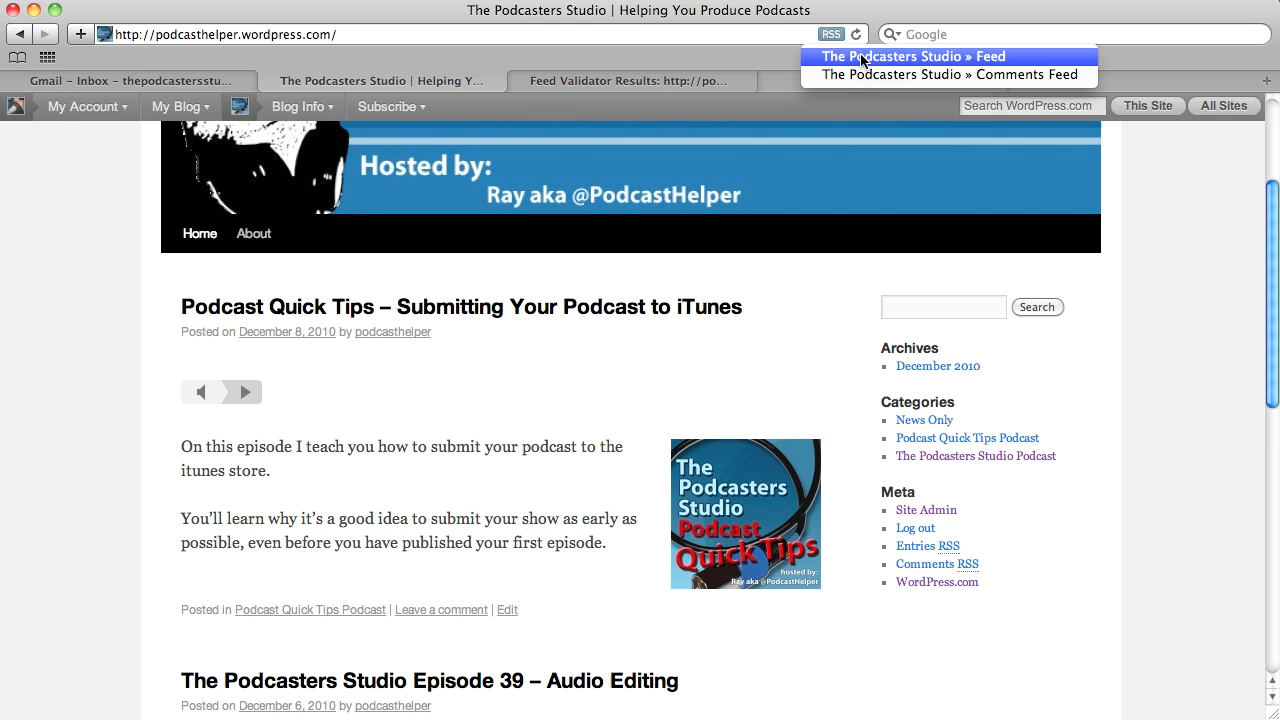 The Podcasters Studio | Helping You Produce Podcasts
http://podcasthelper.wordpress.com/
RSS
Google
The Podcasters Studio » Feed
The Podcasters Studio » Comments Feed
Gmail – Inbox – thepodcastersstu...
The Podcasters Studio | Helping Y...
Feed Validator Results: http://po...
My Account
My Blog
Blog Info
Subscribe
Search WordPress.com
This Site
All Sites
Hosted by:
Ray aka @PodcastHelper
Home
About
Podcast Quick Tips – Submitting Your Podcast to iTunes
Posted on December 8, 2010 by podcasthelper
On this episode I teach you how to submit your podcast to the
itunes store.
You'll learn why it's a good idea to submit your show as early as
possible, even before you have published your first episode.
The
Podcasters
Studio
Podcast
Quick Tips
hosted by:
Ray aka @PodcastHelper
Posted in Podcast Quick Tips Podcast | Leave a comment | Edit
The Podcasters Studio Episode 39 – Audio Editing
Posted on December 6, 2010 by podcasthelper
Search
Archives
December 2010
Categories
News Only
Podcast Quick Tips Podcast
The Podcasters Studio Podcast
Meta
Site Admin
Log out
Entries RSS
Comments RSS
WordPress.com